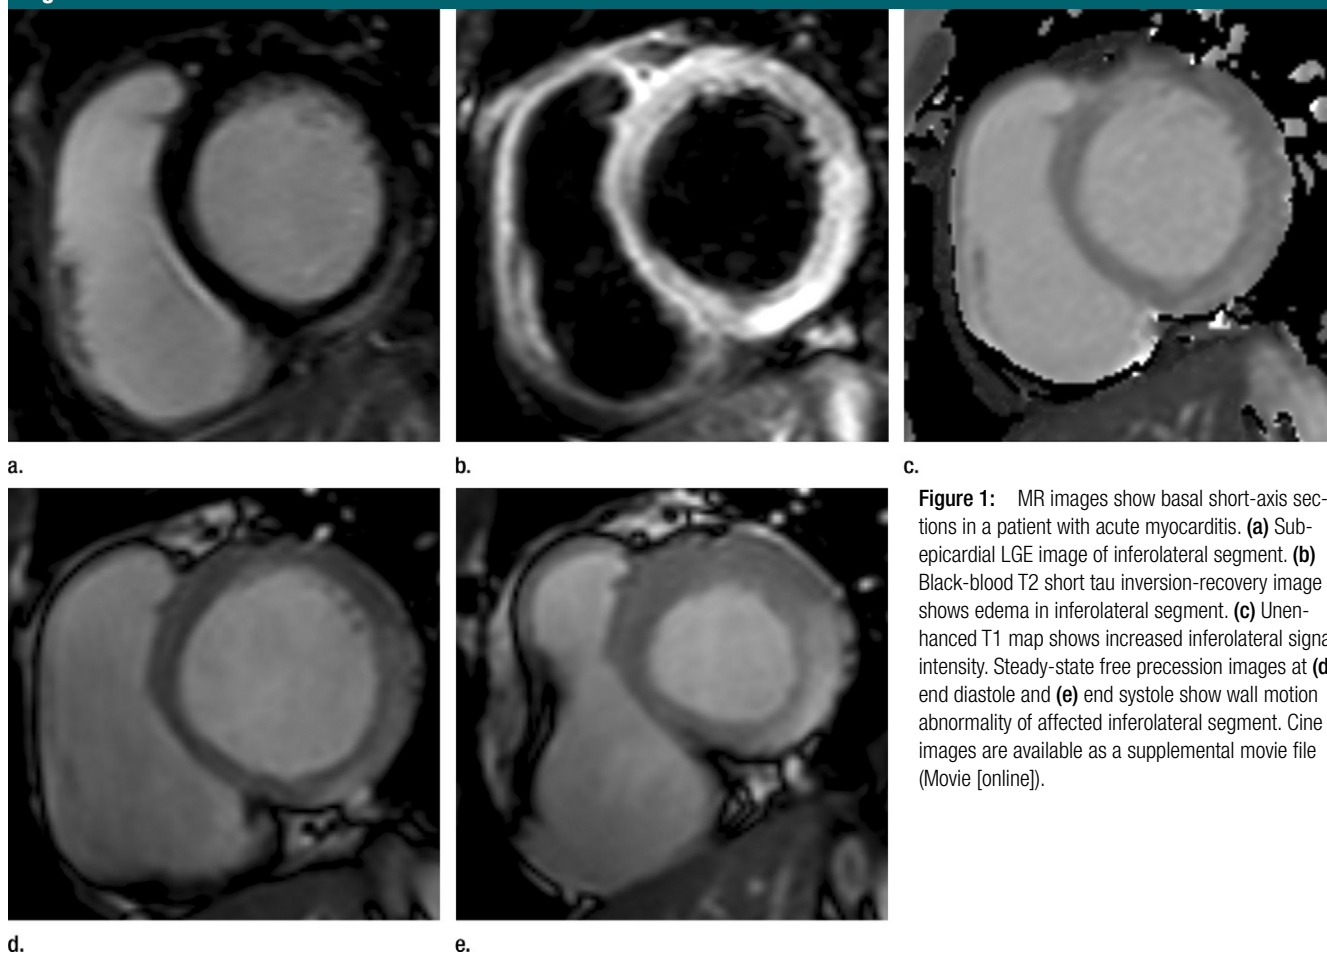 a.
b.
c.
Figure 1: MR images show basal short-axis sec-
tions in a patient with acute myocarditis. (a) Sub-
epicardial LGE image of inferolateral segment. (b)
Black-blood T2 short tau inversion-recovery image
shows edema in inferolateral segment. (c) Unen-
hanced T1 map shows increased inferolateral signa
intensity. Steady-state free precession images at (d
end diastole and (e) end systole show wall motion
abnormality of affected inferolateral segment. Cine
images are available as a supplemental movie file
(Movie [online]).
d.
e.